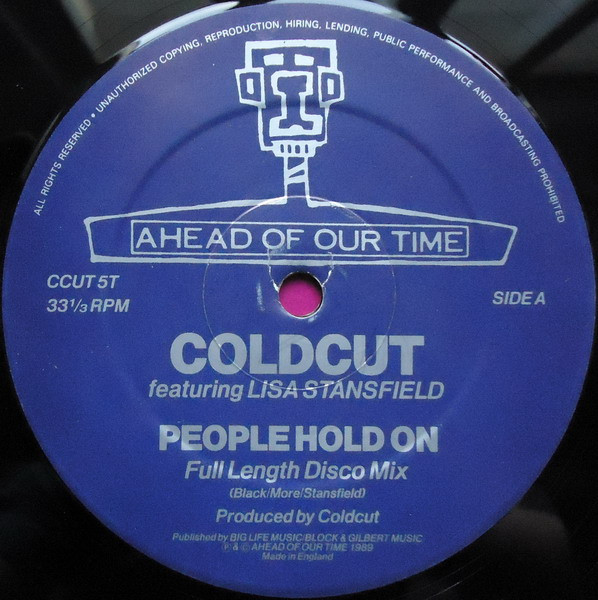 ALL RIGHTS RESERVED • UNAUTHORIZED COPYING, REPRODUCTION, HIRING, LENDING, PUBLIC PERFORMANCE AND BROADCASTING PROHIBITED
AHEAD OF OUR TIME
CCUT 5T
33⅓ RPM
SIDE A
COLDCUT
featuring LISA STANSFIELD
PEOPLE HOLD ON
Full Length Disco Mix
(Black/More/Stansfield)
Produced by Coldcut
Published by BIG LIFE MUSIC/BLOCK & GILBERT MUSIC
Ⓟ & © AHEAD OF OUR TIME 1989
Made in England